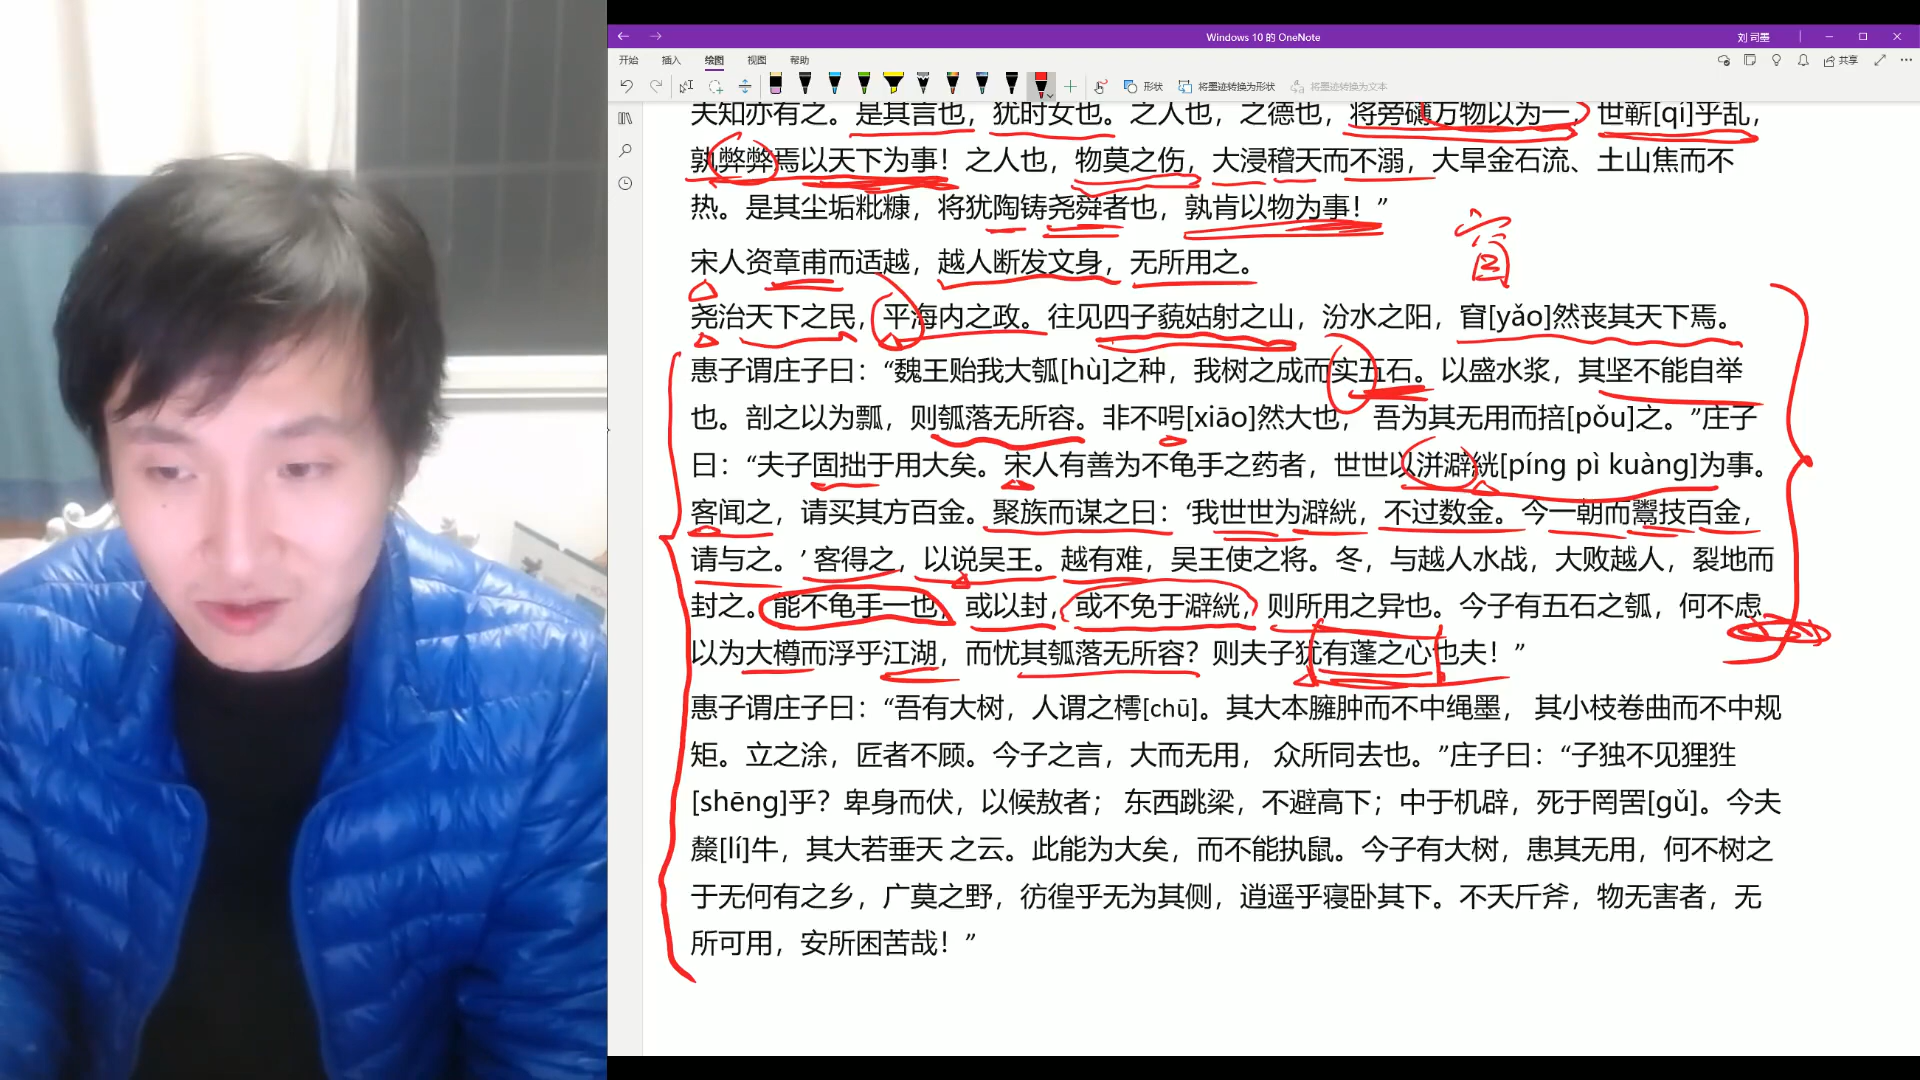 Windows 10 的 OneNote
刘 司墨
开始 插入 绘图 视图 帮助
共享
形状 将墨迹转换为形状 将墨迹转换为文本
夫知亦有之。是其言也，犹时女也。之人也，之德也，将旁礴万物以为一，世蕲[qí]乎乱，
孰弊弊焉以天下为事！之人也，物莫之伤，大浸稽天而不溺，大旱金石流、土山焦而不
热。是其尘垢粃糠，将犹陶铸尧舜者也，孰肯以物为事！”
宋人资章甫而适越，越人断发文身，无所用之。
尧治天下之民，平海内之政。往见四子藐姑射之山，汾水之阳，窅[yǎo]然丧其天下焉。
惠子谓庄子曰：“魏王贻我大瓠[hù]之种，我树之成而实五石。以盛水浆，其坚不能自举
也。剖之以为瓢，则瓠落无所容。非不呺[xiāo]然大也， 吾为其无用而掊[pǒu]之。”庄子
曰：“夫子固拙于用大矣。宋人有善为不龟手之药者，世世以洴澼絖[píng pì kuàng]为事。
客闻之，请买其方百金。聚族而谋之曰：‘我世世为澼絖，不过数金。今一朝而鬻技百金，
请与之。’ 客得之，以说吴王。越有难，吴王使之将。冬，与越人水战，大败越人，裂地而
封之。能不龟手一也，或以封，或不免于澼絖，则所用之异也。今子有五石之瓠，何不虑
以为大樽而浮乎江湖，而忧其瓠落无所容？则夫子犹有蓬之心也夫！”
惠子谓庄子曰：“吾有大树，人谓之樗[chū]。其大本臃肿而不中绳墨， 其小枝卷曲而不中规
矩。立之涂，匠者不顾。今子之言，大而无用， 众所同去也。”庄子曰：“子独不见狸狌
[shēng]乎？卑身而伏，以候敖者； 东西跳梁，不避高下；中于机辟，死于罔罟[gǔ]。今夫
斄[lí]牛，其大若垂天 之云。此能为大矣，而不能执鼠。今子有大树，患其无用，何不树之
于无何有之乡，广莫之野，彷徨乎无为其侧，逍遥乎寝卧其下。不夭斤斧，物无害者，无
所可用，安所困苦哉！”